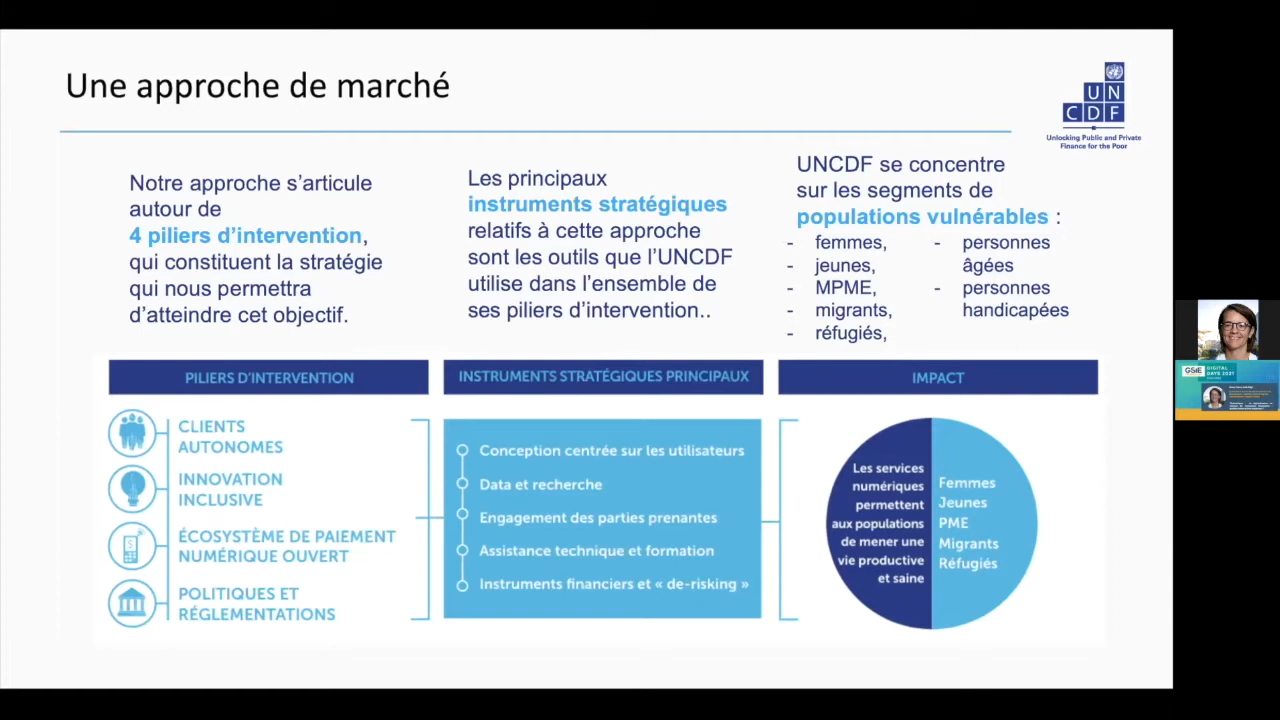 Une approche de marché
UN
CDF
Unlocking Public and Private
Finance for the Poor
Notre approche s’articule
autour de
4 piliers d’intervention,
qui constituent la stratégie
qui nous permettra
d’atteindre cet objectif.
Les principaux
instruments stratégiques
relatifs à cette approche
sont les outils que l’UNCDF
utilise dans l’ensemble de
ses piliers d’intervention..
UNCDF se concentre
sur les segments de
populations vulnérables :
- femmes,
- jeunes,
- MPME,
- migrants,
- réfugiés,
- personnes
âgées
- personnes
handicapées
PILIERS D’INTERVENTION
CLIENTS
AUTONOMES
INNOVATION
INCLUSIVE
ÉCOSYSTÈME DE PAIEMENT
NUMÉRIQUE OUVERT
POLITIQUES ET
RÉGLEMENTATIONS
INSTRUMENTS STRATÉGIQUES PRINCIPAUX
Conception centrée sur les utilisateurs
Data et recherche
Engagement des parties prenantes
Assistance technique et formation
Instruments financiers et « de-risking »
IMPACT
Les services
numériques
permettent
aux populations
de mener une
vie productive
et saine
Femmes
Jeunes
PME
Migrants
Réfugiés
DIGITAL
DAYS 2021